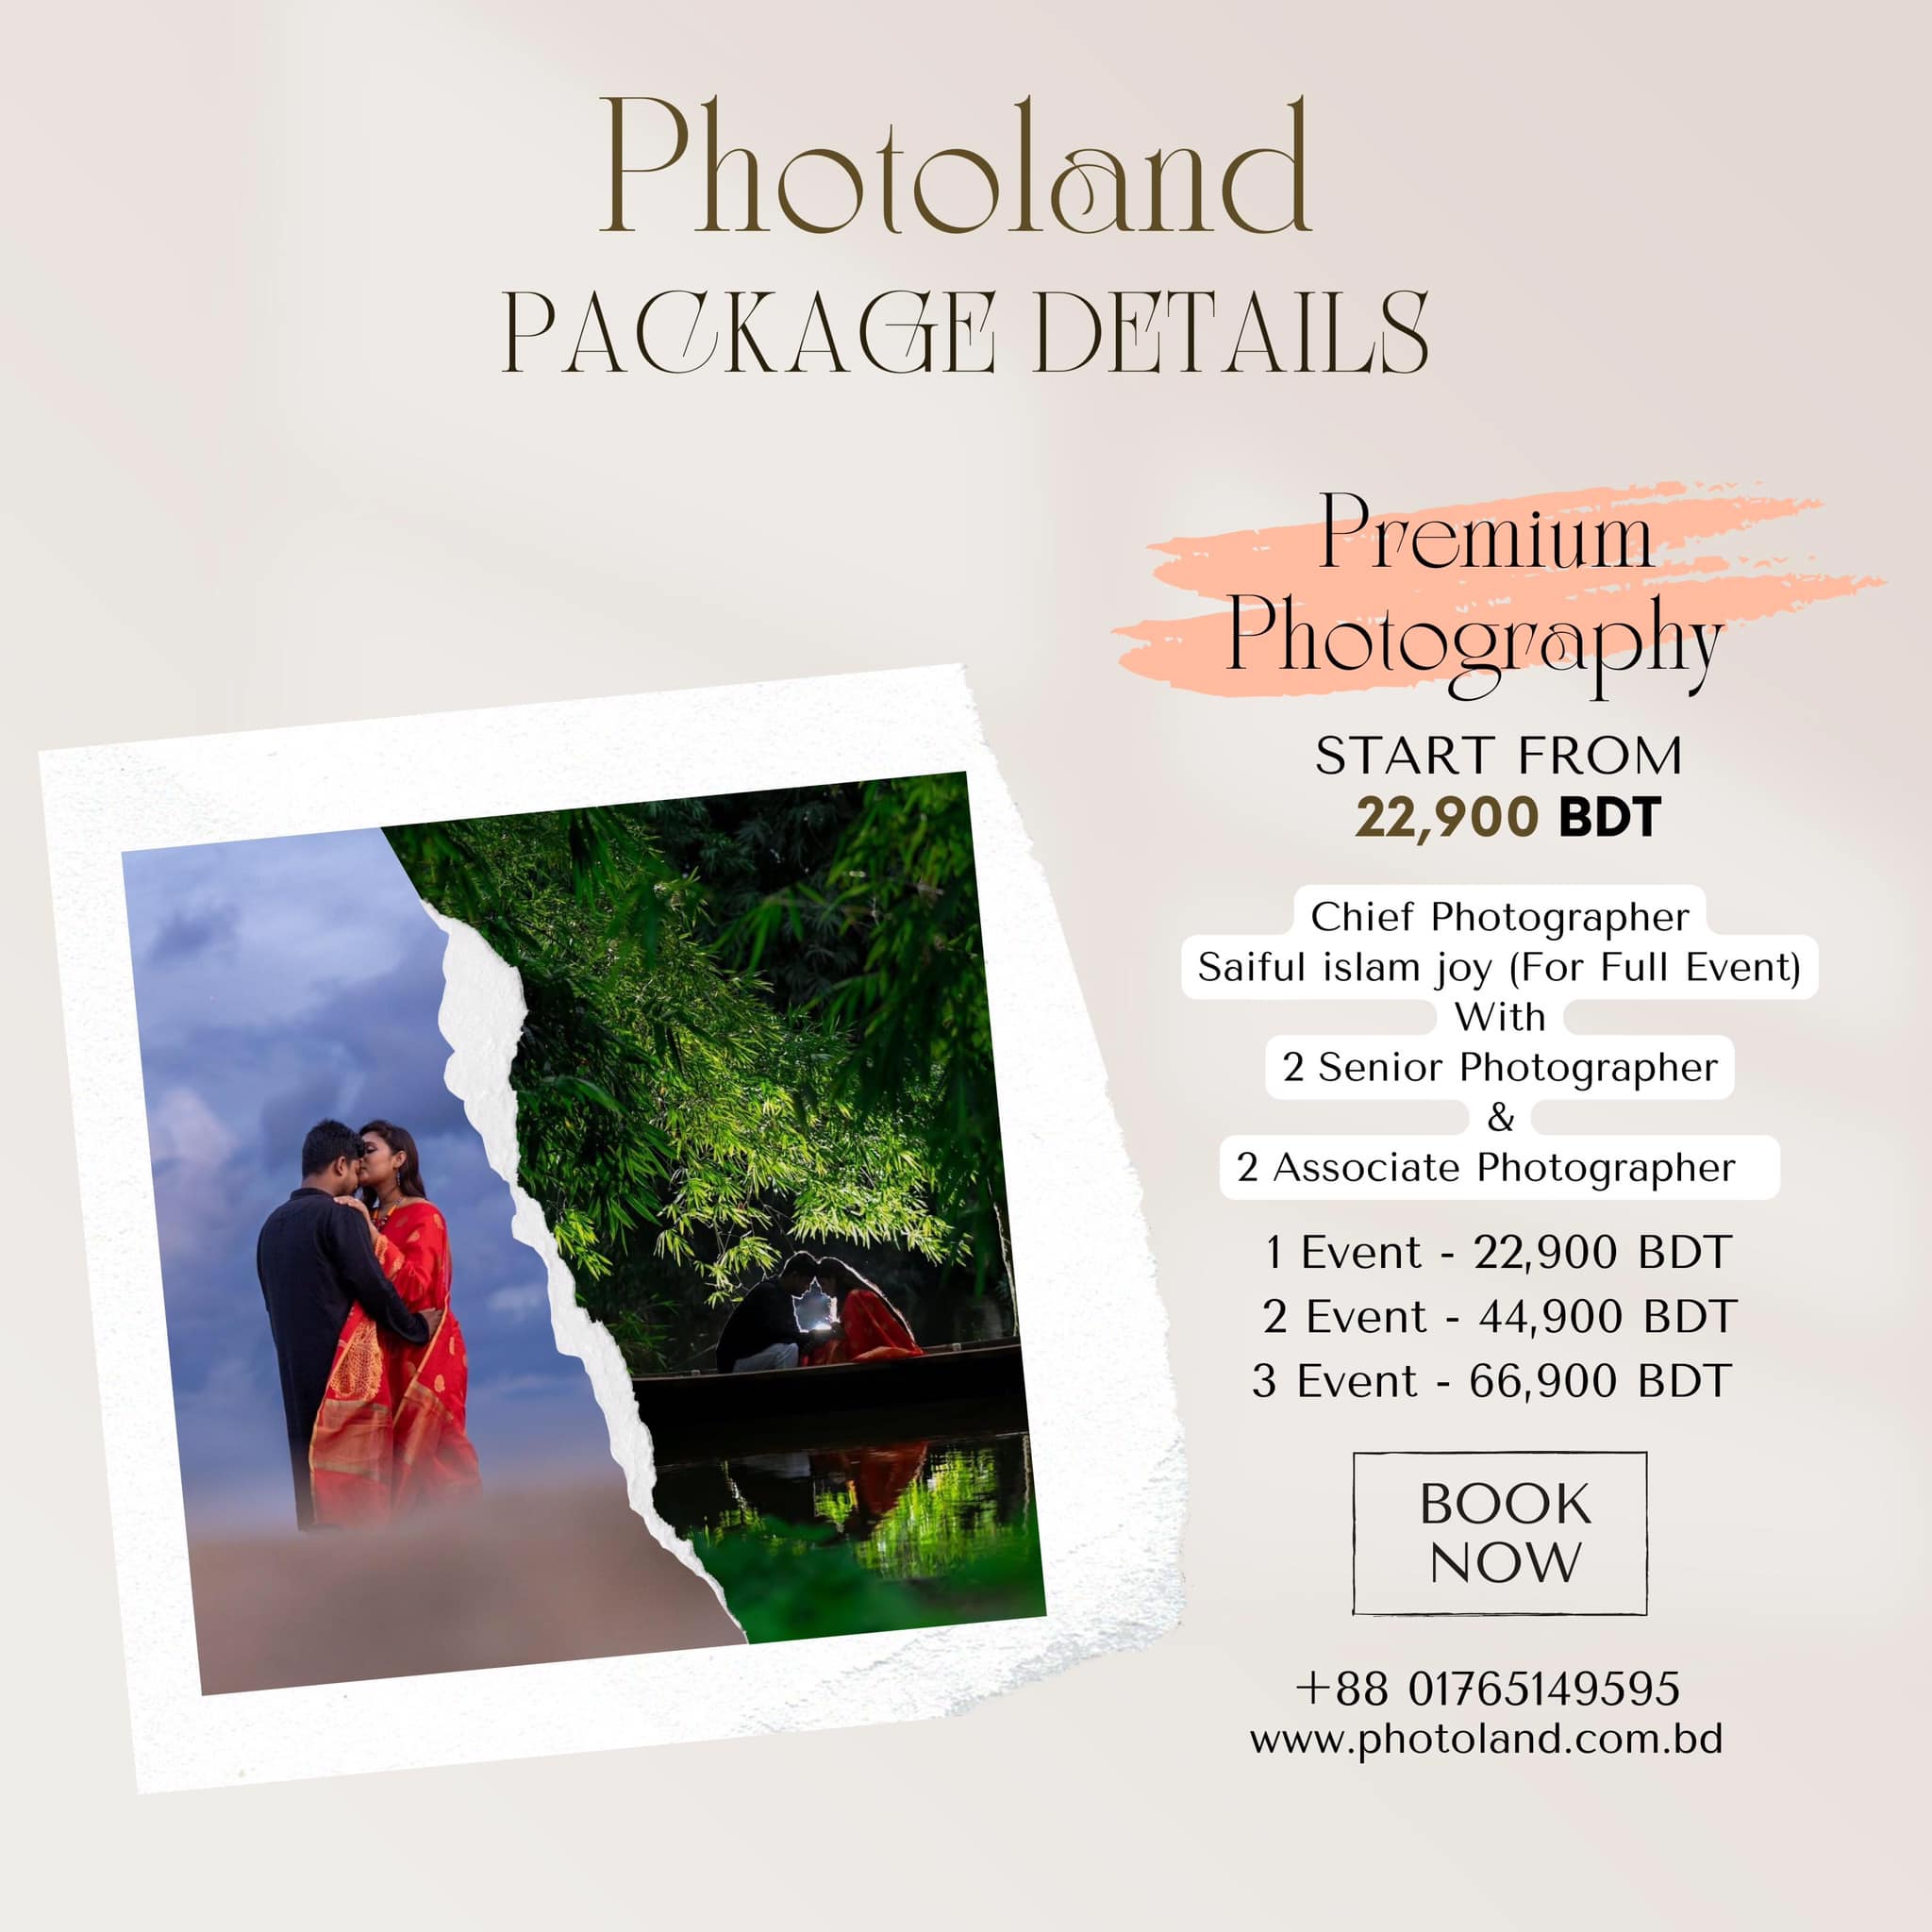 Photoland
PACKAGE DETAILS
Premium
Photography
START FROM
22,900 BDT
Chief Photographer
Saiful islam joy (For Full Event)
With
2 Senior Photographer
&
2 Associate Photographer
1 Event - 22,900 BDT
2 Event - 44,900 BDT
3 Event - 66,900 BDT
BOOK
NOW
+88 01765149595
www.photoland.com.bd